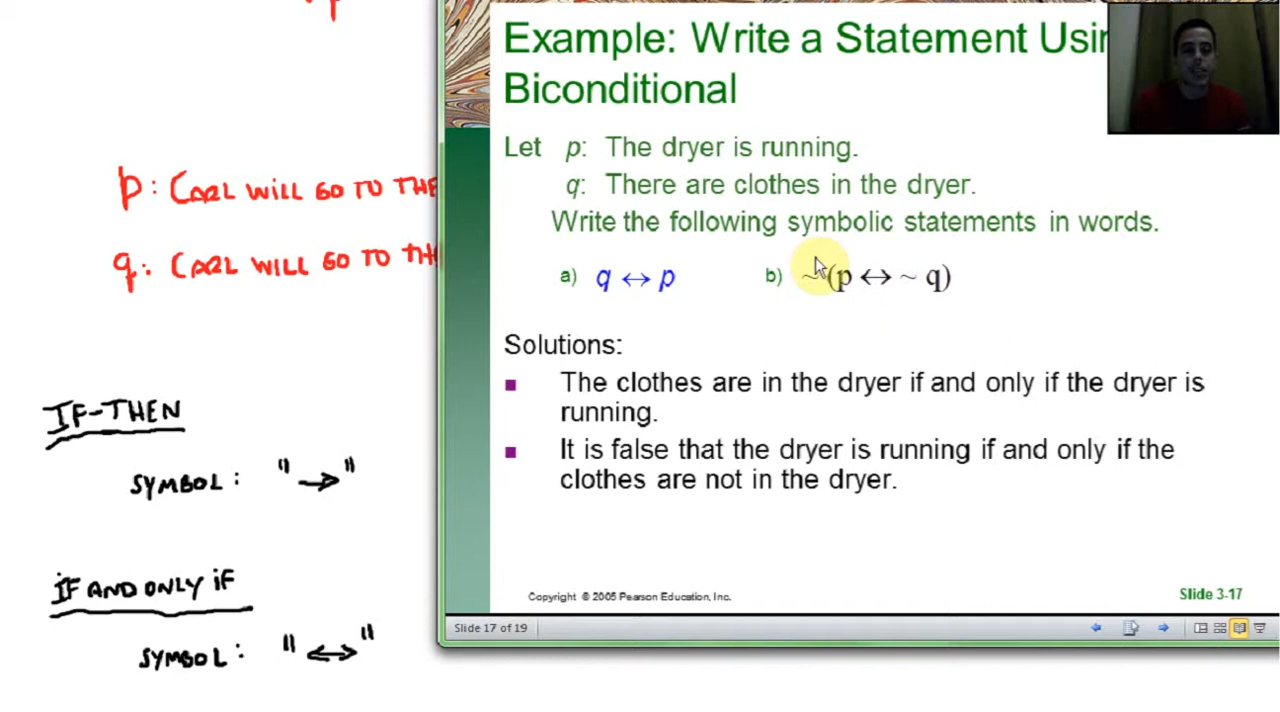 p
Example: Write a Statement Usin
Biconditional
Let p: The dryer is running.
q: There are clothes in the dryer.
Write the following symbolic statements in words.
a) q ↔ p b) ~(p ↔ ~ q)
Solutions:
■ The clothes are in the dryer if and only if the dryer is
running.
■ It is false that the dryer is running if and only if the
clothes are not in the dryer.
Copyright © 2005 Pearson Education, Inc. Slide 3-17
Slide 17 of 19
p: CARL WILL GO TO THE
q: CARL WILL GO TO THE
IF-THEN
SYMBOL: "→"
IF AND ONLY IF
SYMBOL: "↔"